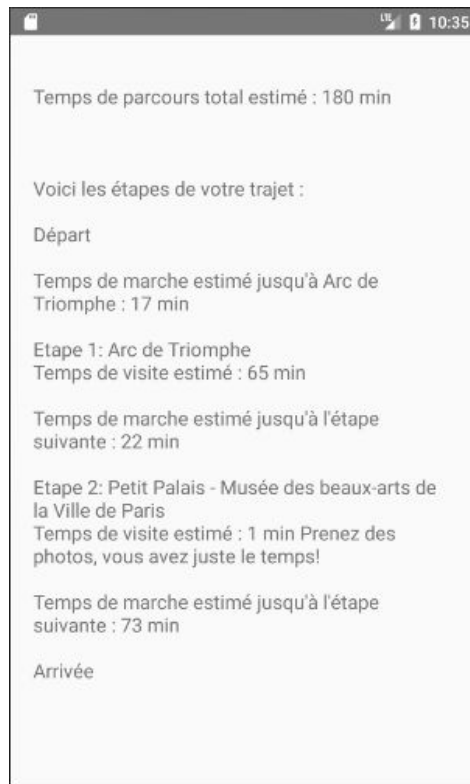 LTE 10:35
Temps de parcours total estimé : 180 min
Voici les étapes de votre trajet :
Départ
Temps de marche estimé jusqu'à Arc de
Triomphe : 17 min
Etape 1: Arc de Triomphe
Temps de visite estimé : 65 min
Temps de marche estimé jusqu'à l'étape
suivante : 22 min
Etape 2: Petit Palais - Musée des beaux-arts de
la Ville de Paris
Temps de visite estimé : 1 min Prenez des
photos, vous avez juste le temps!
Temps de marche estimé jusqu'à l'étape
suivante : 73 min
Arrivée